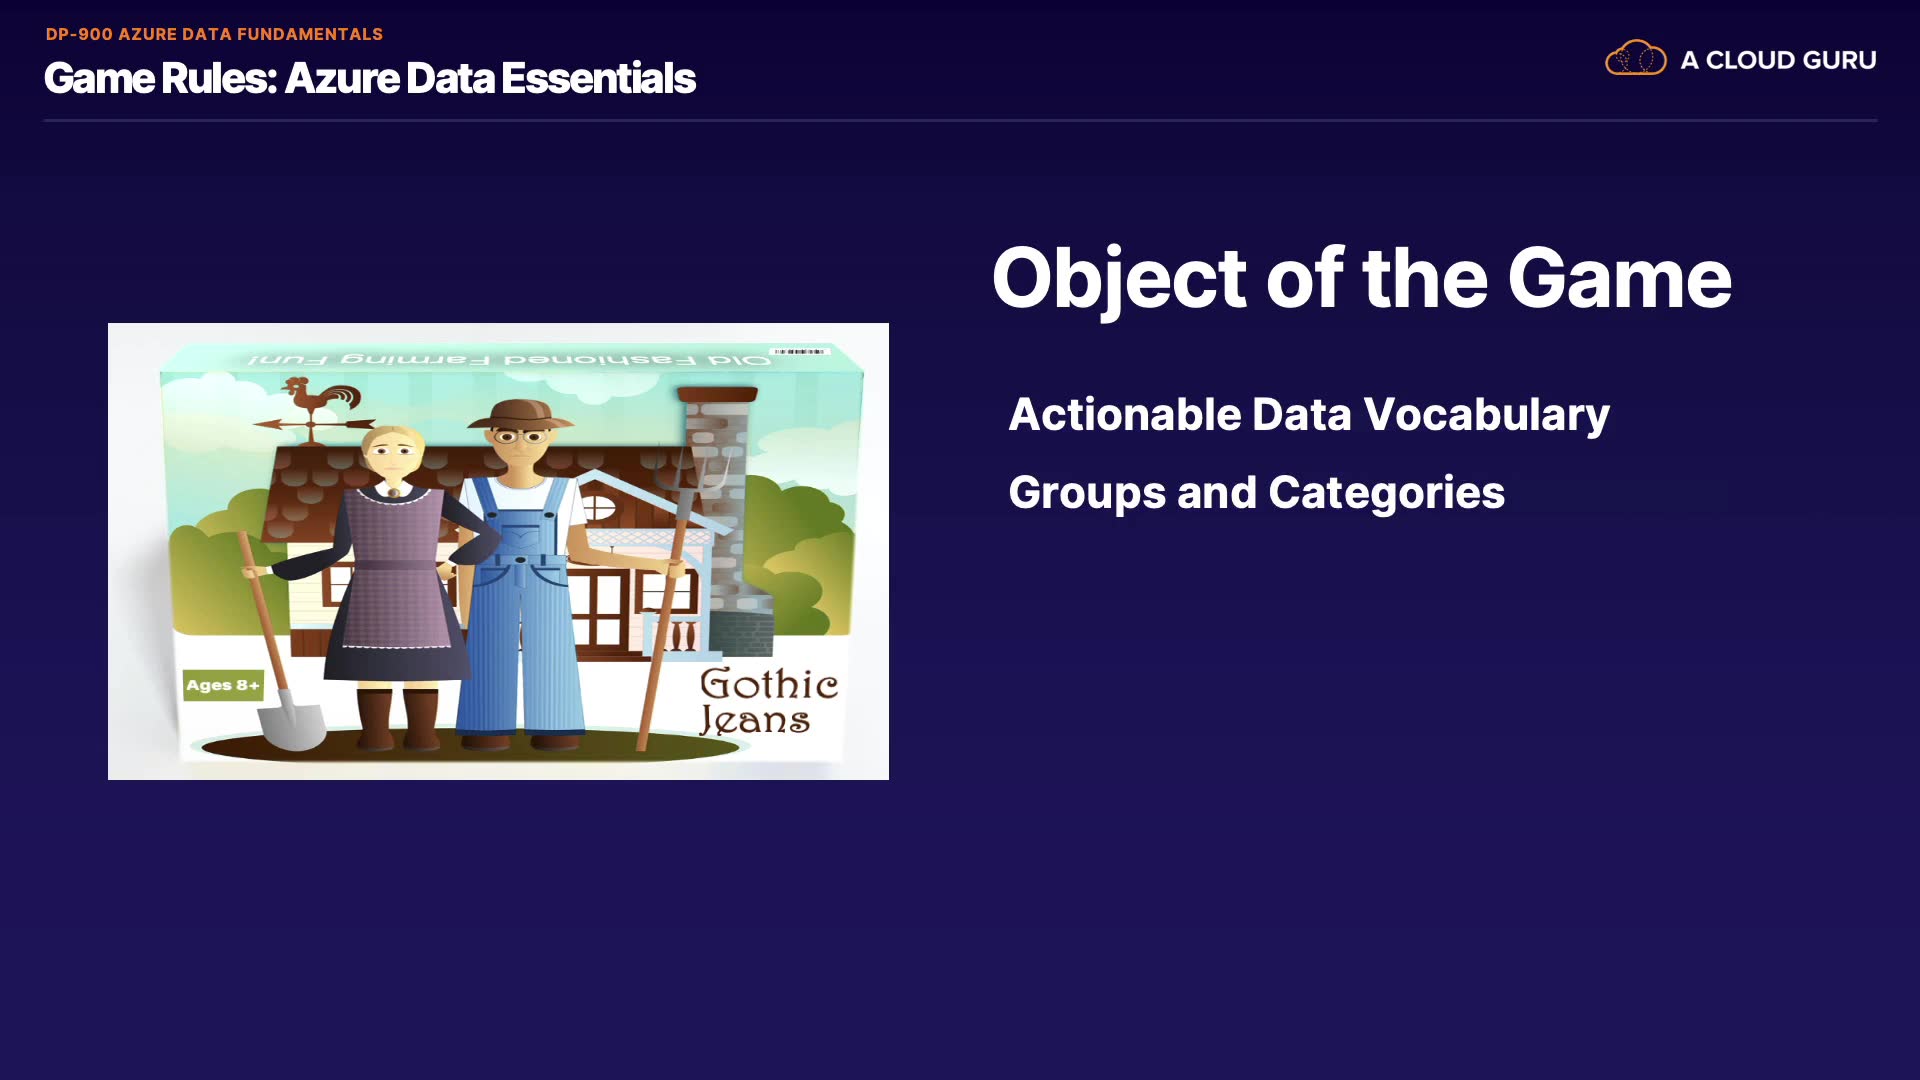 DP-900 AZURE DATA FUNDAMENTALS
Game Rules: Azure Data Essentials
A CLOUD GURU
Object of the Game
Actionable Data Vocabulary
Groups and Categories
Old Fashioned Farming Fun!
Ages 8+
Gothic
Jeans